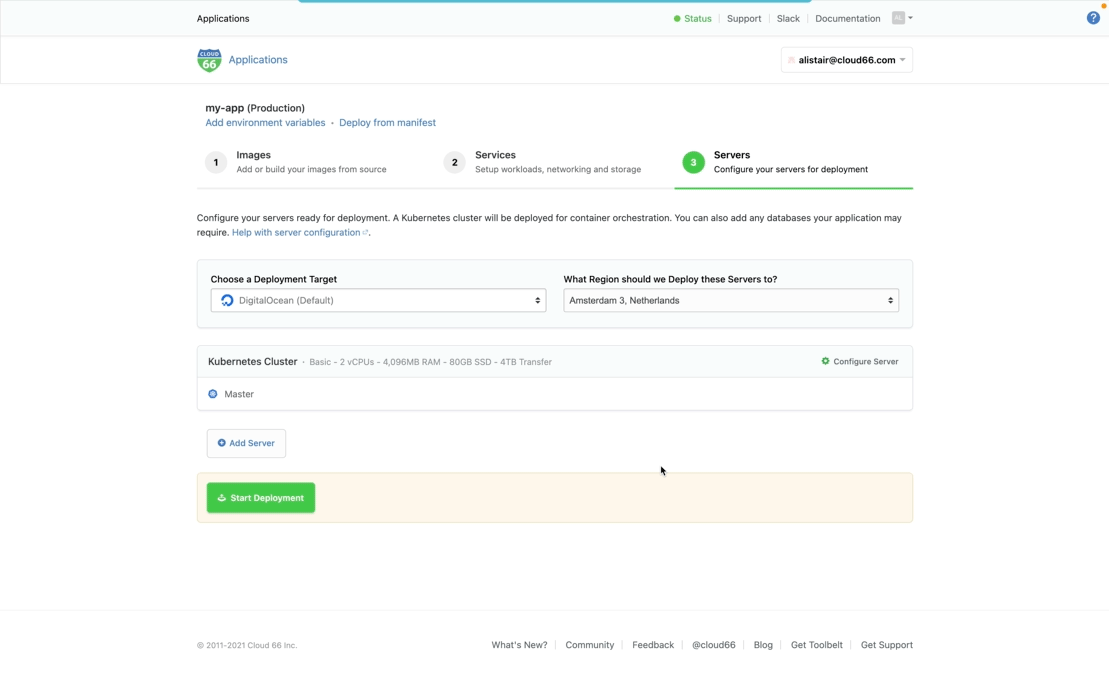 Applications
Status
Support
Slack
Documentation
AL
?
CLOUD
66
Applications
alistair@cloud66.com
my-app (Production)
Add environment variables • Deploy from manifest
1
Images
Add or build your images from source
2
Services
Setup workloads, networking and storage
3
Servers
Configure your servers for deployment
Configure your servers ready for deployment. A Kubernetes cluster will be deployed for container orchestration. You can also add any databases your application may
require. Help with server configuration.
Choose a Deployment Target
DigitalOcean (Default)
What Region should we Deploy these Servers to?
Amsterdam 3, Netherlands
Kubernetes Cluster · Basic - 2 vCPUs - 4,096MB RAM - 80GB SSD - 4TB Transfer
Configure Server
Master
Add Server
Start Deployment
© 2011-2021 Cloud 66 Inc.
What's New?
Community
Feedback
@cloud66
Blog
Get Toolbelt
Get Support